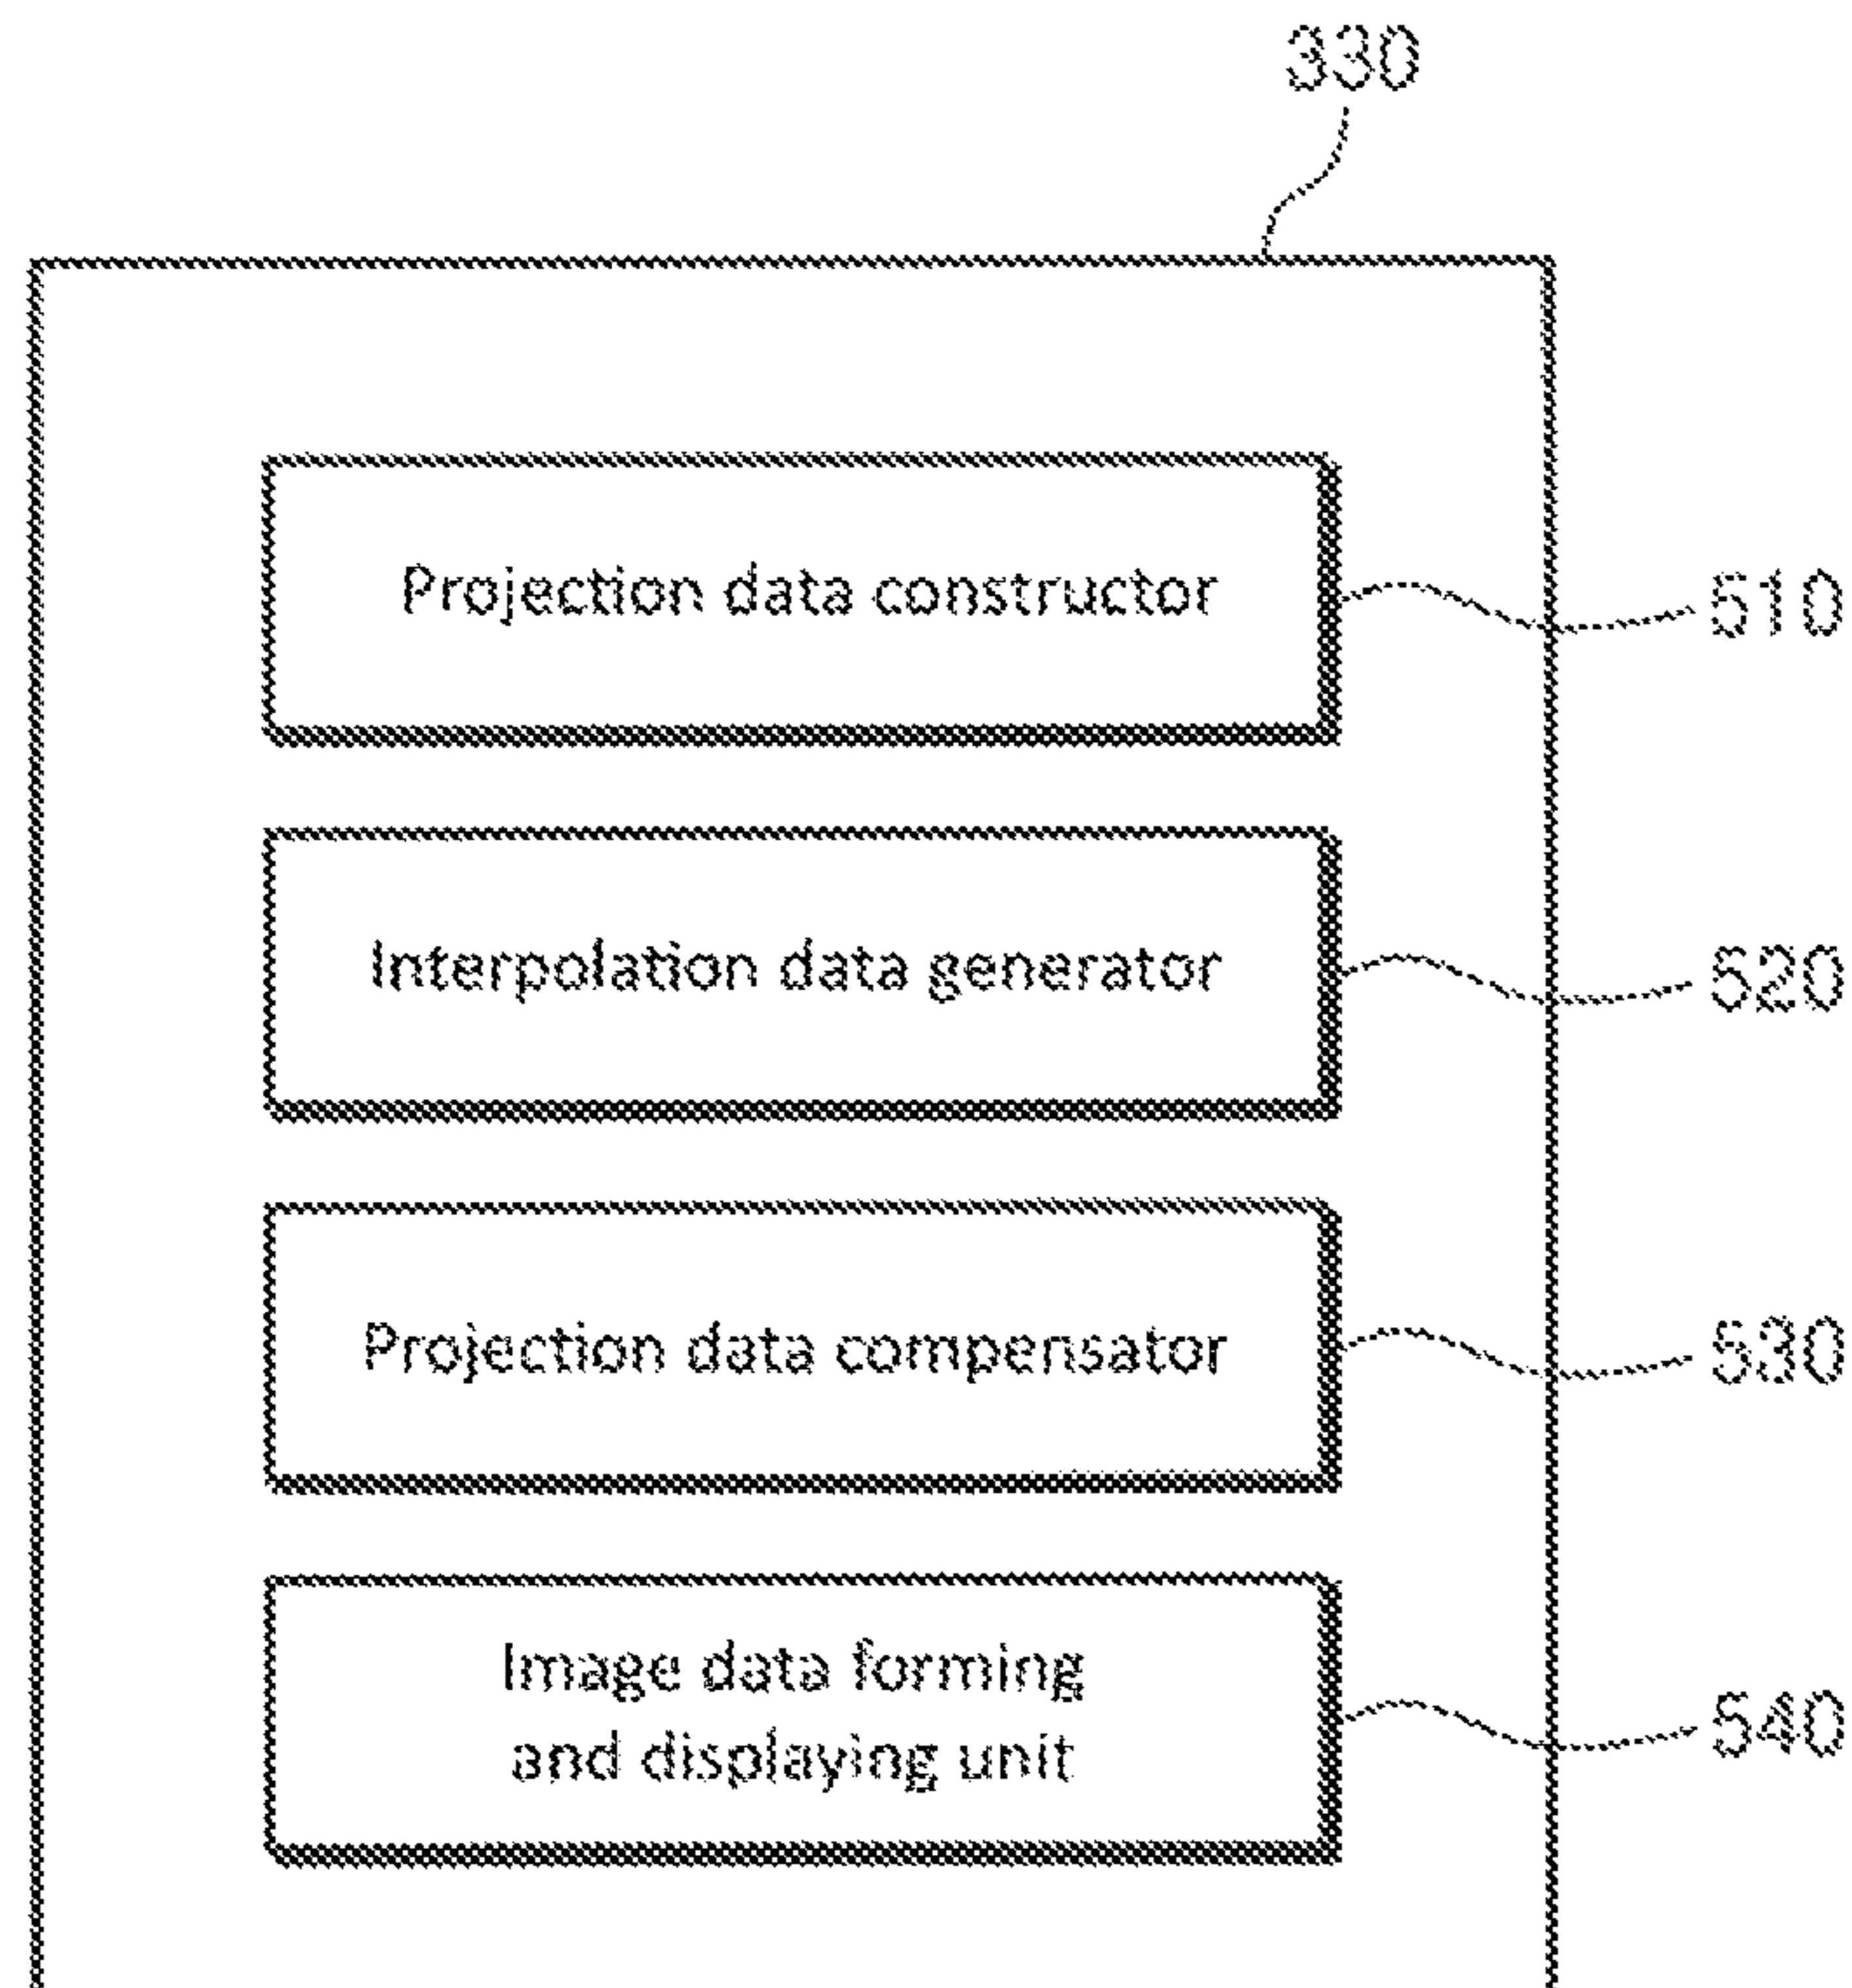 330
Projection data constructor
510
Interpolation data generator
520
Projection data compensator
530
Image data forming
and displaying unit
540